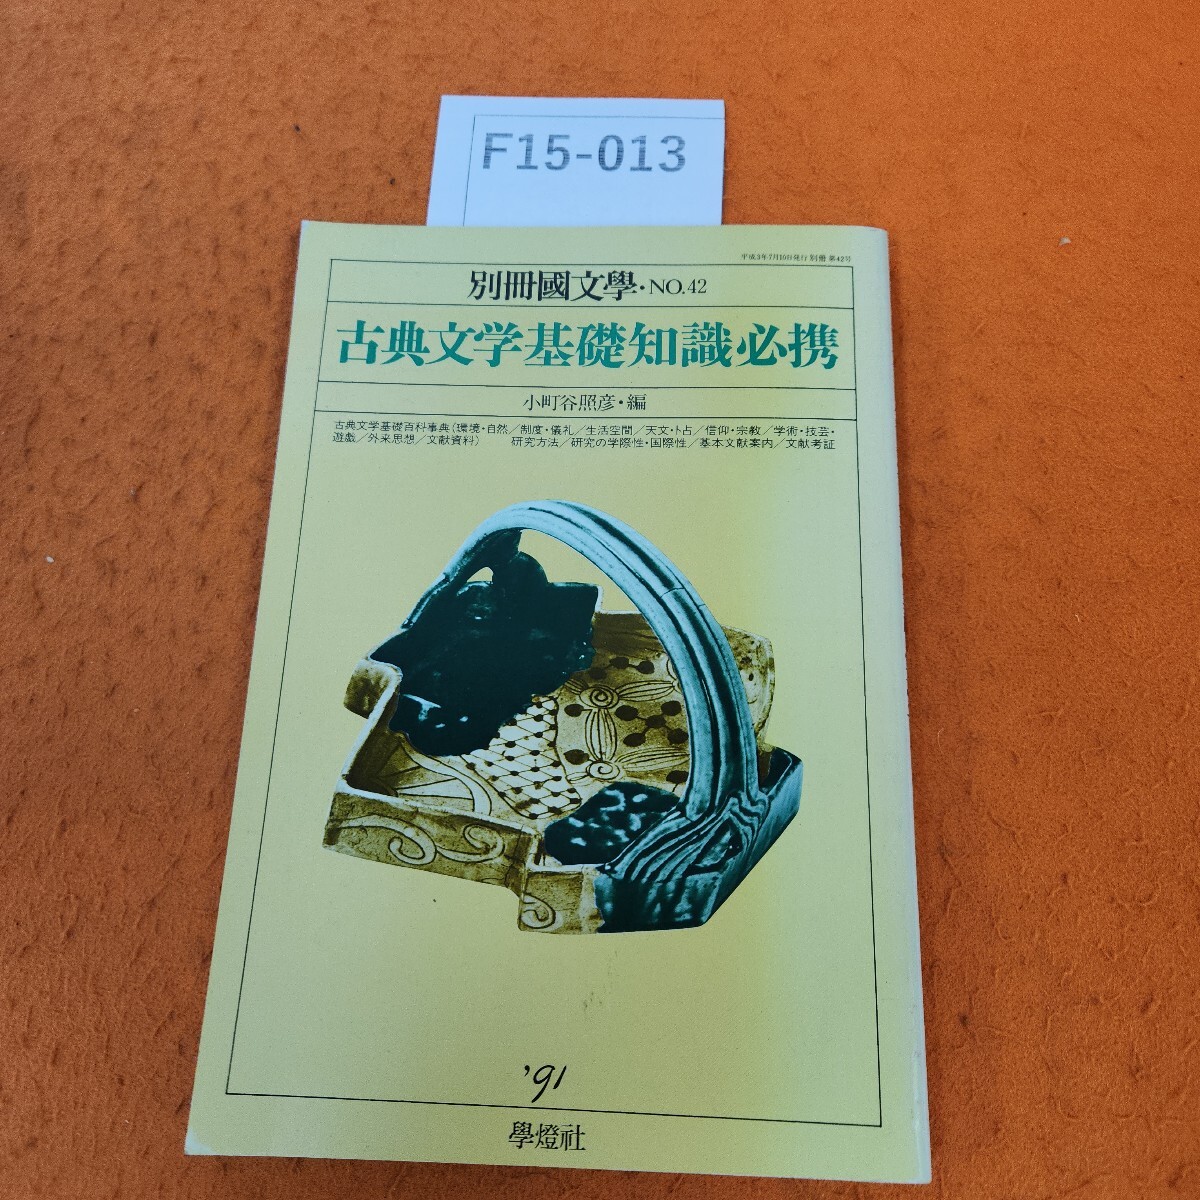 F15-013
平成3年7月10日発行 別冊 第42号
別冊國文學・NO.42
古典文学基礎知識必携
小町谷照彦・編
古典文学基礎百科事典(環境・自然/制度・儀礼/生活空間/天文・卜占/信仰・宗教/学術・技芸・
遊戯/外来思想/文献資料) 研究方法/研究の学際性・国際性/基本文献案内/文献考証
'91
學燈社